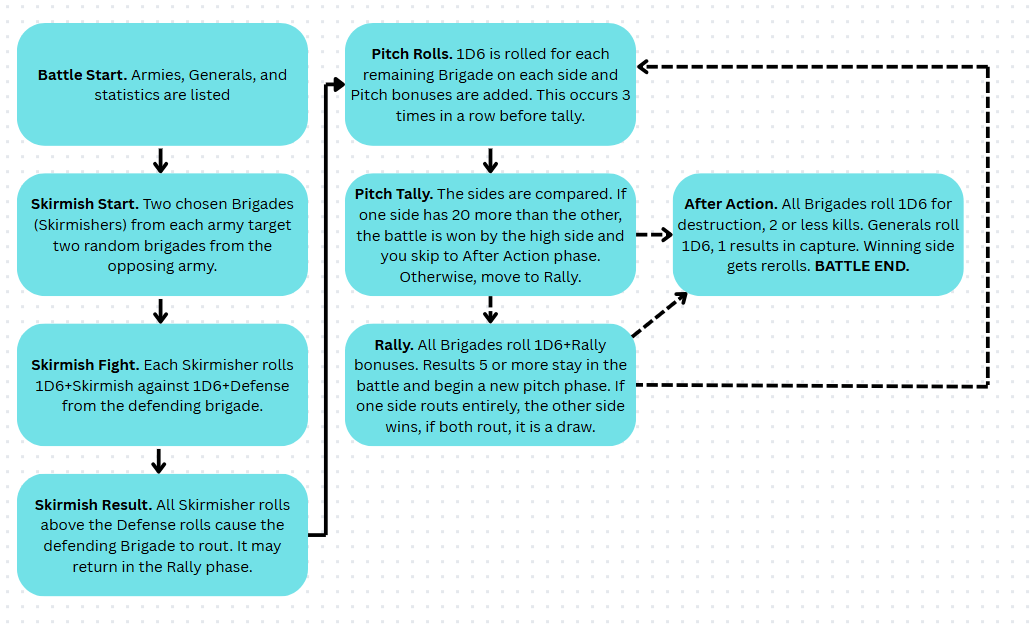 Battle Start. Armies, Generals, and
statistics are listed
Skirmish Start. Two chosen Brigades
(Skirmishers) from each army target
two random brigades from the
opposing army.
Skirmish Fight. Each Skirmisher rolls
1D6+Skirmish against 1D6+Defense
from the defending brigade.
Skirmish Result. All Skirmisher rolls
above the Defense rolls cause the
defending Brigade to rout. It may
return in the Rally phase.
Pitch Rolls. 1D6 is rolled for each
remaining Brigade on each side and
Pitch bonuses are added. This occurs 3
times in a row before tally.
Pitch Tally. The sides are compared. If
one side has 20 more than the other,
the battle is won by the high side and
you skip to After Action phase.
Otherwise, move to Rally.
Rally. All Brigades roll 1D6+Rally
bonuses. Results 5 or more stay in the
battle and begin a new pitch phase. If
one side routs entirely, the other side
wins, if both rout, it is a draw.
After Action. All Brigades roll 1D6 for
destruction, 2 or less kills. Generals roll
1D6, 1 results in capture. Winning side
gets rerolls. BATTLE END.